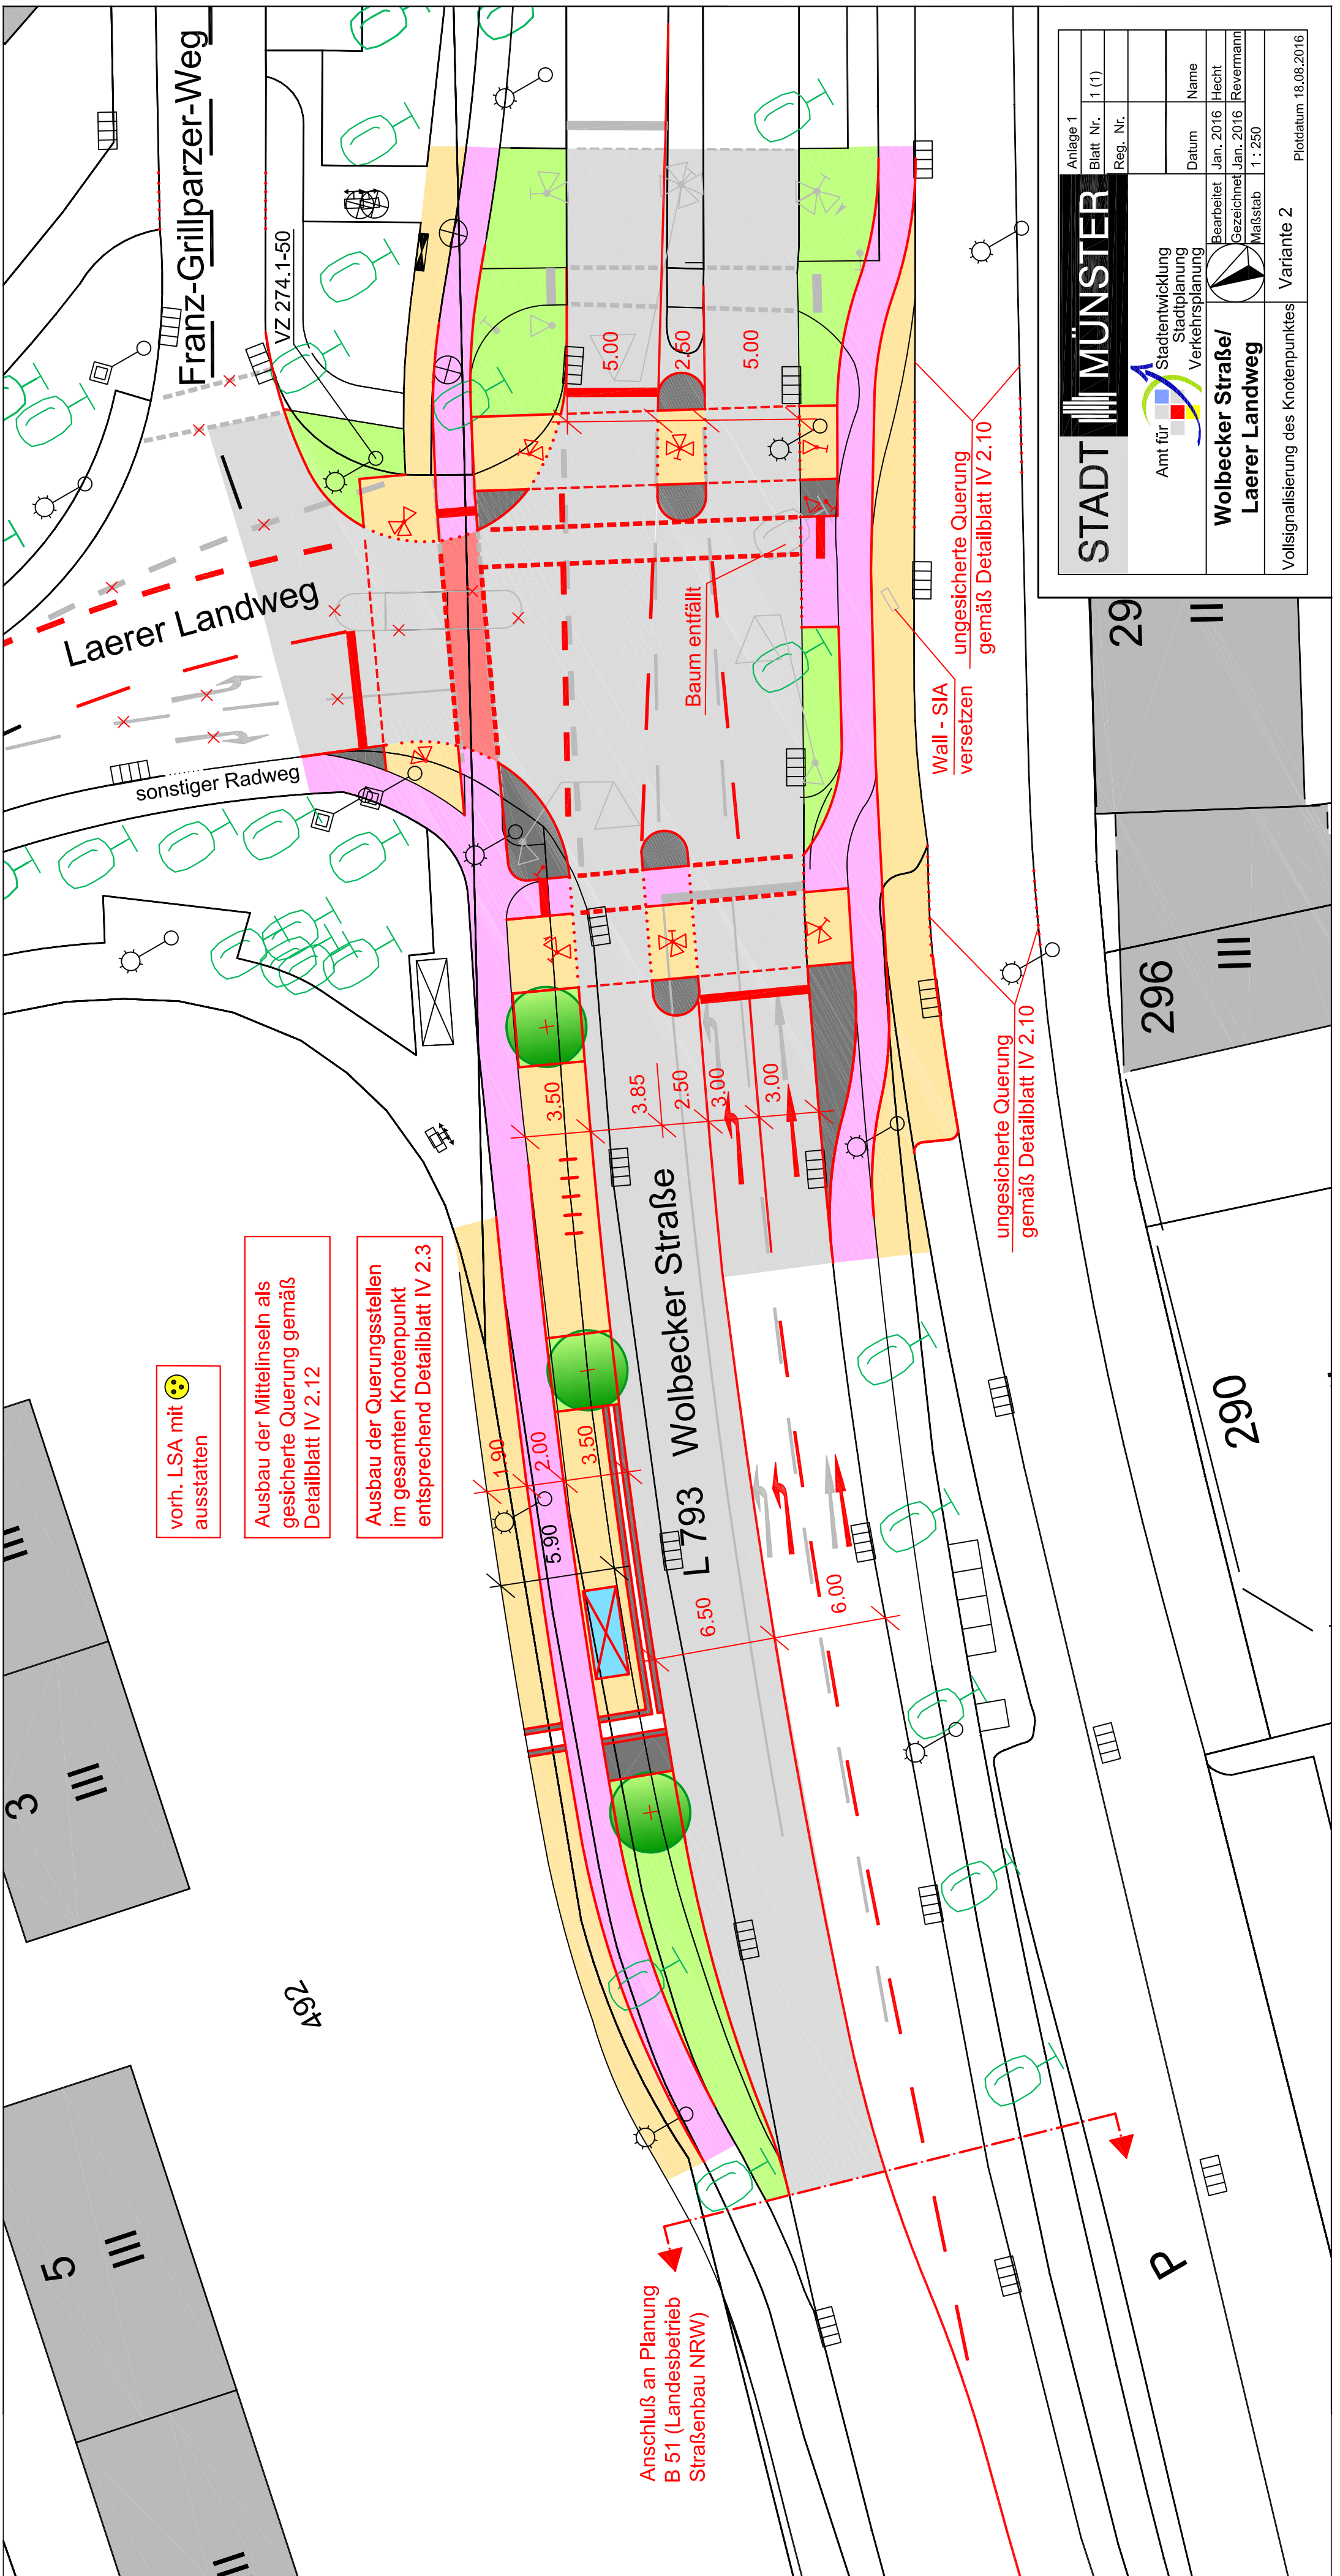 Franz-Grillparzer-Weg
VZ 274.1-50
Laerer Landweg
sonstiger Radweg
5.00
2.50
5.00
Baum entfällt
ungesicherte Querung
gemäß Detailblatt IV 2.10
Wall - SIA
versetzen
ungesicherte Querung
gemäß Detailblatt IV 2.10
3.50
3.85
2.50
3.00
3.00
vorh. LSA mit
ausstatten
Ausbau der Mittelinseln als
gesicherte Querung gemäß
Detailblatt IV 2.12
Ausbau der Querungsstellen
im gesamten Knotenpunkt
entsprechend Detailblatt IV 2.3
L 793 Wolbecker Straße
1.90
2.00
3.50
5.90
6.50
6.00
Anschluß an Planung
B 51 (Landesbetrieb
Straßenbau NRW)
III
3
III
492
5
III
III
29
II
296
III
290
P
STADT MÜNSTER
Amt für
Stadtentwicklung
Stadtplanung
Verkehrsplanung
Wolbecker Straße/
Laerer Landweg
Vollsignalisierung des Knotenpunktes
Variante 2
Anlage 1
Blatt Nr. 1 (1)
Reg. Nr.
Datum Name
Bearbeitet Jan. 2016 Hecht
Gezeichnet Jan. 2016 Revermann
Maßstab 1 : 250
Plotdatum 18.08.2016